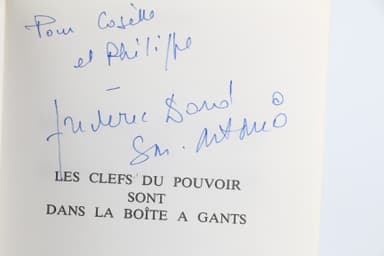 Pour Cosette
et Philippe
–
Frédéric Dard
San-Antonio
LES CLEFS DU POUVOIR
SONT
DANS LA BOÎTE A GANTS